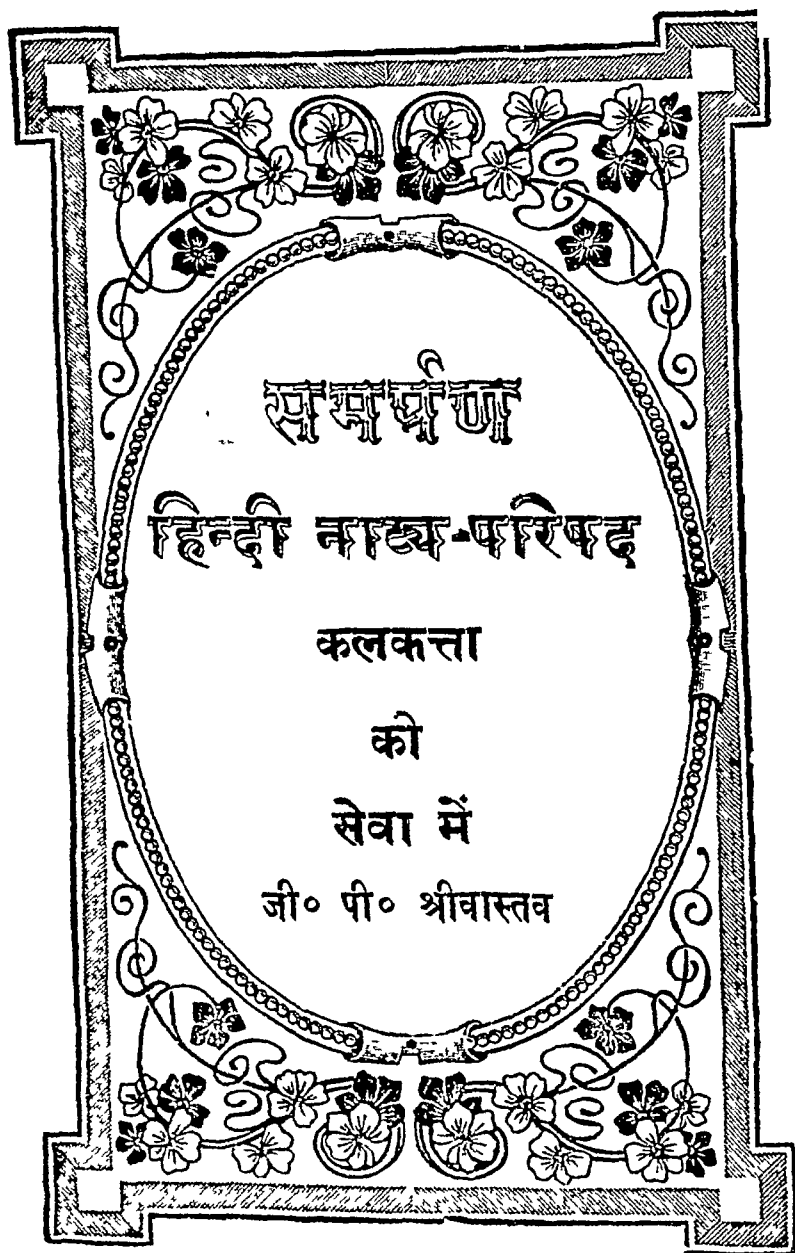 समर्पण
हिन्दी नाट्य-परिषद
कलकत्ता
को
सेवा में
जी० पी० श्रीवास्तव